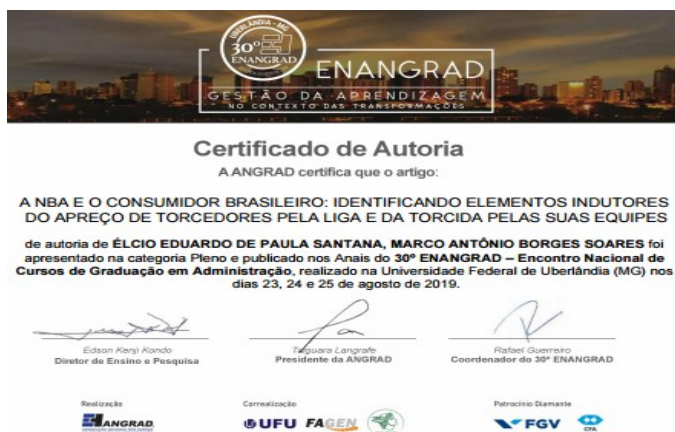 UBERLÂNDIA - MG
30º
ENANGRAD
ENANGRAD
GESTÃO DA APRENDIZAGEM
NO CONTEXTO DAS TRANSFORMAÇÕES
Certificado de Autoria
A ANGRAD certifica que o artigo:
A NBA E O CONSUMIDOR BRASILEIRO: IDENTIFICANDO ELEMENTOS INDUTORES
DO APREÇO DE TORCEDORES PELA LIGA E DA TORCIDA PELAS SUAS EQUIPES
de autoria de ÉLCIO EDUARDO DE PAULA SANTANA, MARCO ANTÔNIO BORGES SOARES foi
apresentado na categoria Pleno e publicado nos Anais do 30º ENANGRAD – Encontro Nacional de
Cursos de Graduação em Administração, realizado na Universidade Federal de Uberlândia (MG) nos
dias 23, 24 e 25 de agosto de 2019.
Edson Kenji Kondo
Diretor de Ensino e Pesquisa
Taiguara Langrafe
Presidente da ANGRAD
Rafael Guerreiro
Coordenador do 30º ENANGRAD
Realização
ANGRAD
Correalização
UFU FAGEN
Patrocínio Diamante
FGV CFA